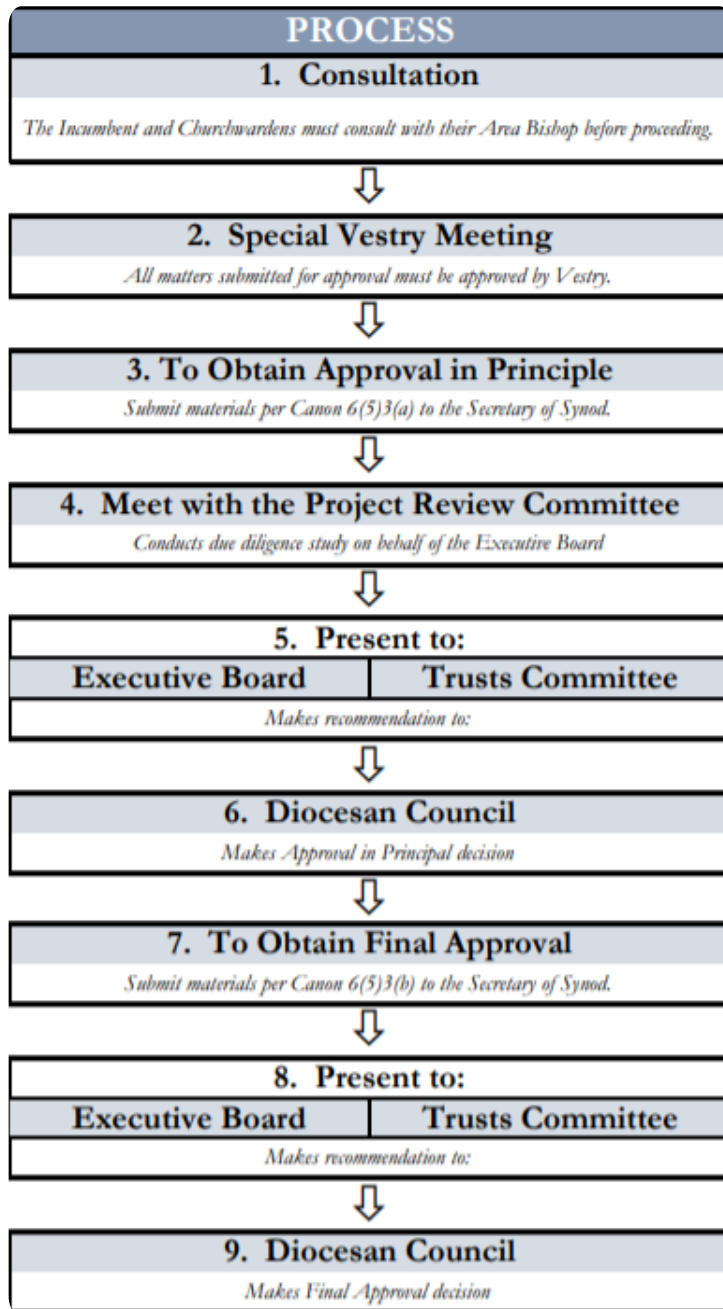 PROCESS
1. Consultation
The Incumbent and Churchwardens must consult with their Area Bishop before proceeding.
2. Special Vestry Meeting
All matters submitted for approval must be approved by Vestry.
3. To Obtain Approval in Principle
Submit materials per Canon 6(5)3(a) to the Secretary of Synod.
4. Meet with the Project Review Committee
Conducts due diligence study on behalf of the Executive Board
5. Present to:
Executive Board
Trusts Committee
Makes recommendation to:
6. Diocesan Council
Makes Approval in Principal decision
7. To Obtain Final Approval
Submit materials per Canon 6(5)3(b) to the Secretary of Synod.
8. Present to:
Executive Board
Trusts Committee
Makes recommendation to:
9. Diocesan Council
Makes Final Approval decision